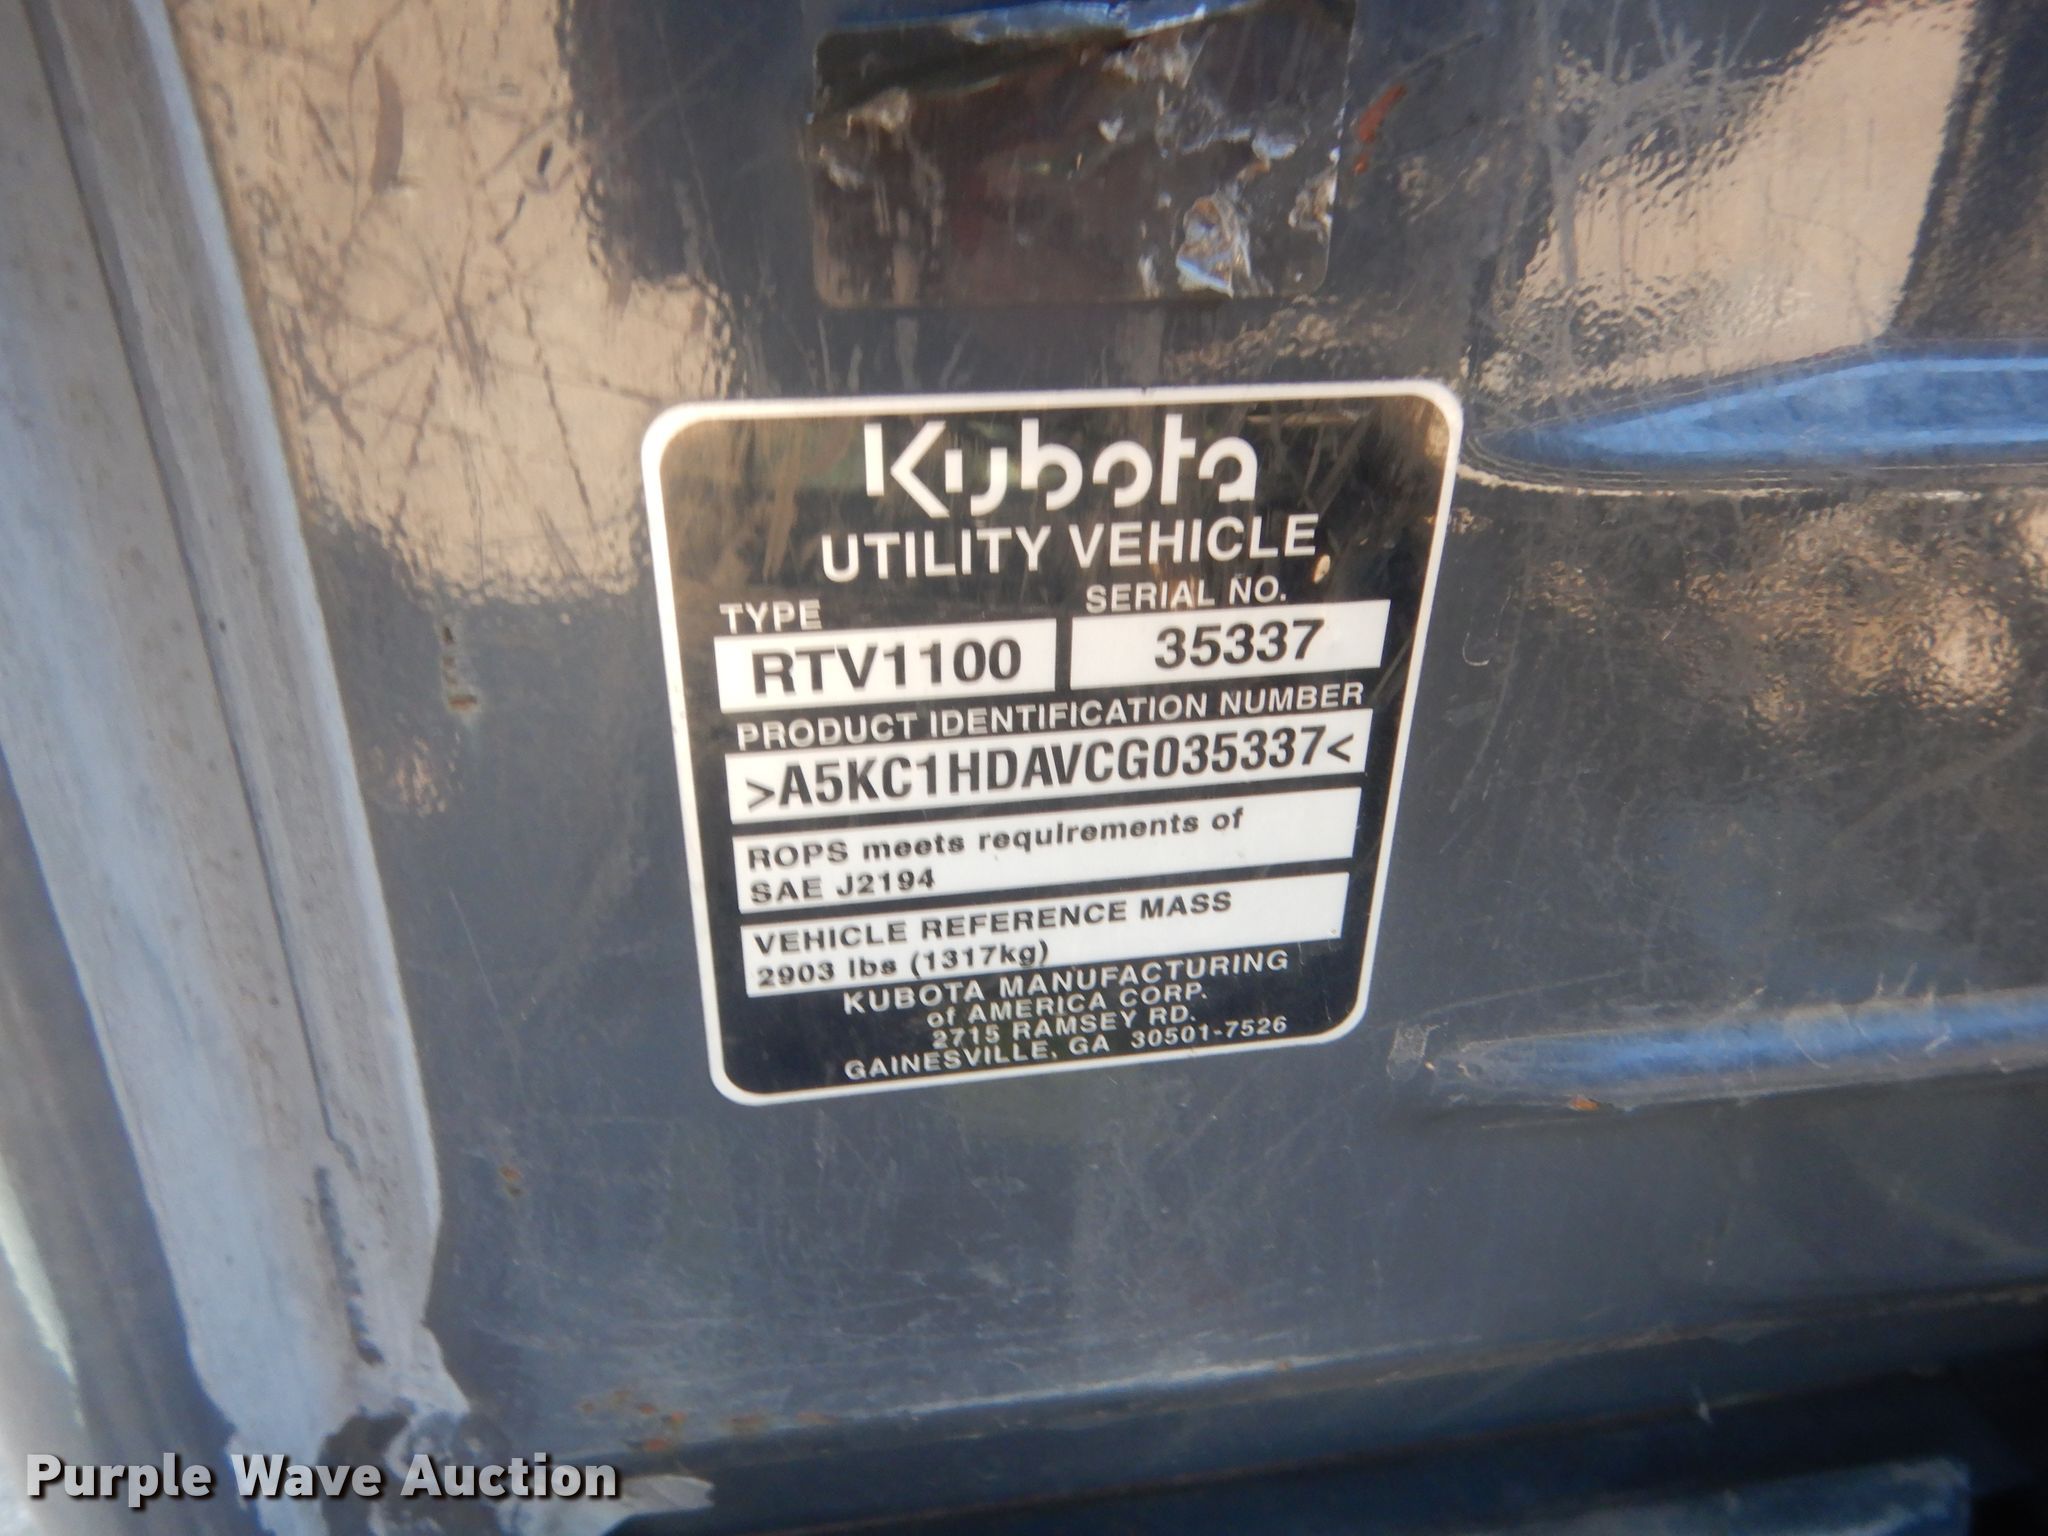 Kubota
UTILITY VEHICLE
TYPE SERIAL NO.
RTV1100 35337
PRODUCT IDENTIFICATION NUMBER
>A5KC1HDAVCG035337<
ROPS meets requirements of
SAE J2194
VEHICLE REFERENCE MASS
2903 lbs (1317kg)
KUBOTA MANUFACTURING
of AMERICA CORP.
2715 RAMSEY RD.
GAINESVILLE, GA 30501-7526
Purple Wave Auction